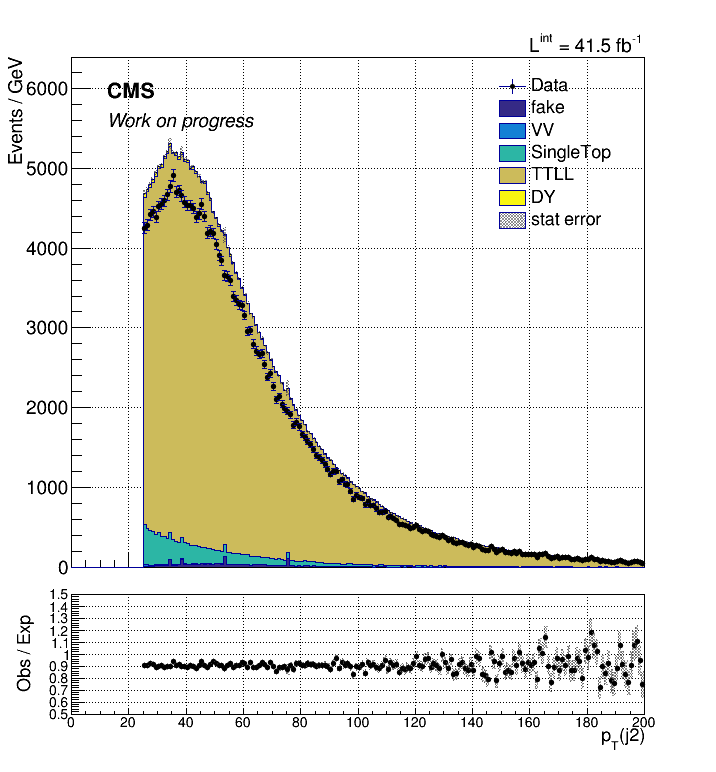 L^int = 41.5 fb^-1
Events / GeV
CMS
Work on progress
Data
fake
VV
SingleTop
TTLL
DY
stat error
6000
5000
4000
3000
2000
1000
0
Obs / Exp
1.5
1.4
1.3
1.2
1.1
1
0.9
0.8
0.7
0.6
0.5
0 20 40 60 80 100 120 140 160 180 200
p_T(j2)